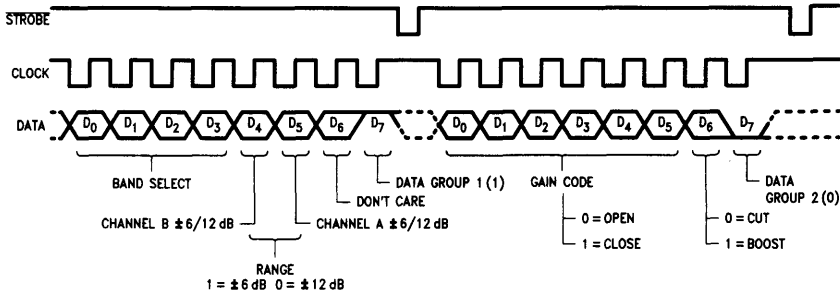 STROBE
CLOCK
DATA D0 D1 D2 D3 D4 D5 D6 D7 D0 D1 D2 D3 D4 D5 D6 D7
BAND SELECT
DATA GROUP 1 (1)
DON'T CARE
CHANNEL B ±6/12 dB
CHANNEL A ±6/12 dB
RANGE
1 = ±6 dB 0 = ±12 dB
GAIN CODE
0 = OPEN
1 = CLOSE
0 = CUT
1 = BOOST
DATA
GROUP 2 (0)